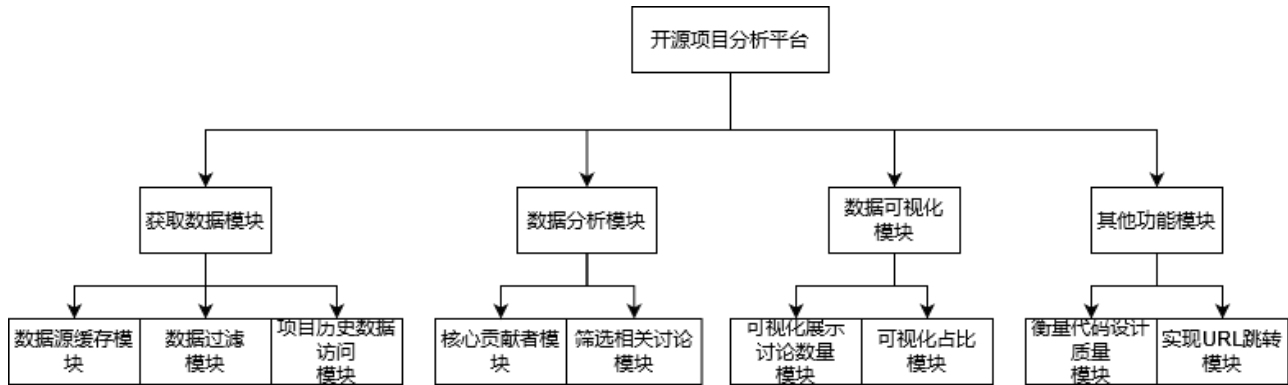 开源项目分析平台
获取数据模块
数据分析模块
数据可视化
模块
其他功能模块
数据源缓存模
块
数据过滤
模块
项目历史数据
访问
模块
核心贡献者模
块
筛选相关讨论
模块
可视化展示
讨论数量
模块
可视化占比
模块
衡量代码设计
质量
模块
实现URL跳转
模块